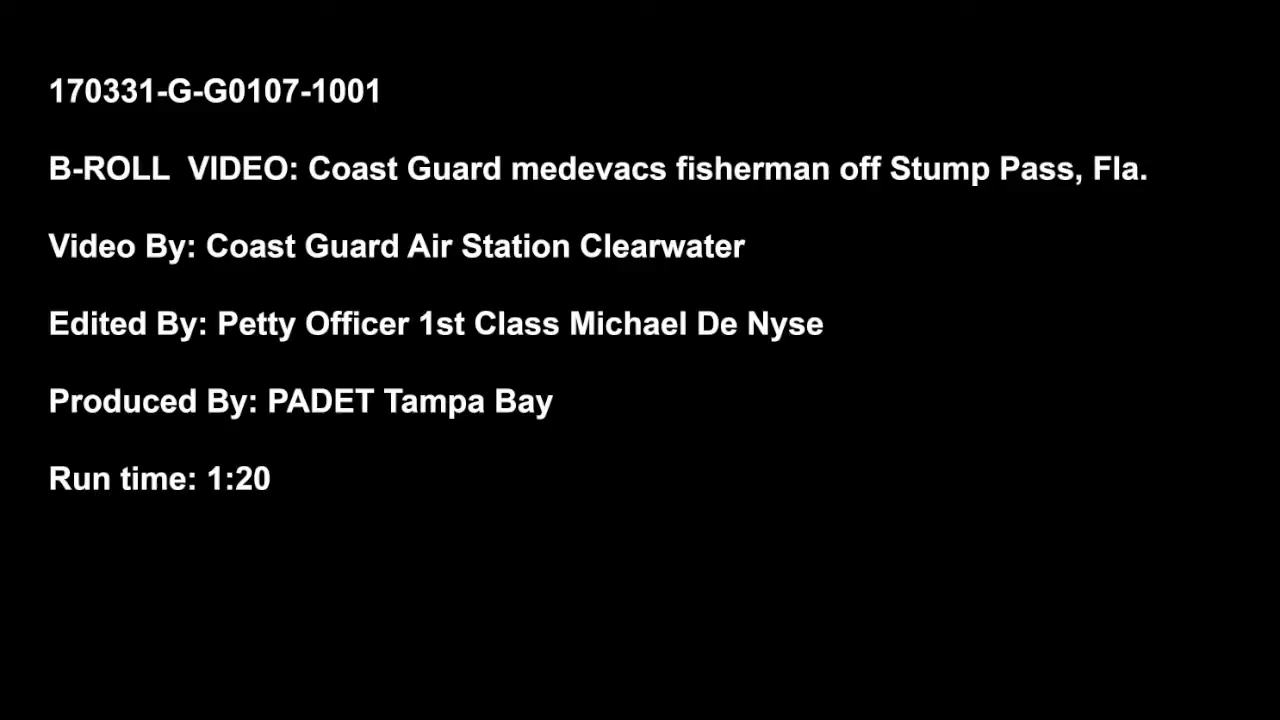 170331-G-G0107-1001
B-ROLL  VIDEO: Coast Guard medevacs fisherman off Stump Pass, Fla.
Video By: Coast Guard Air Station Clearwater
Edited By: Petty Officer 1st Class Michael De Nyse
Produced By: PADET Tampa Bay
Run time: 1:20